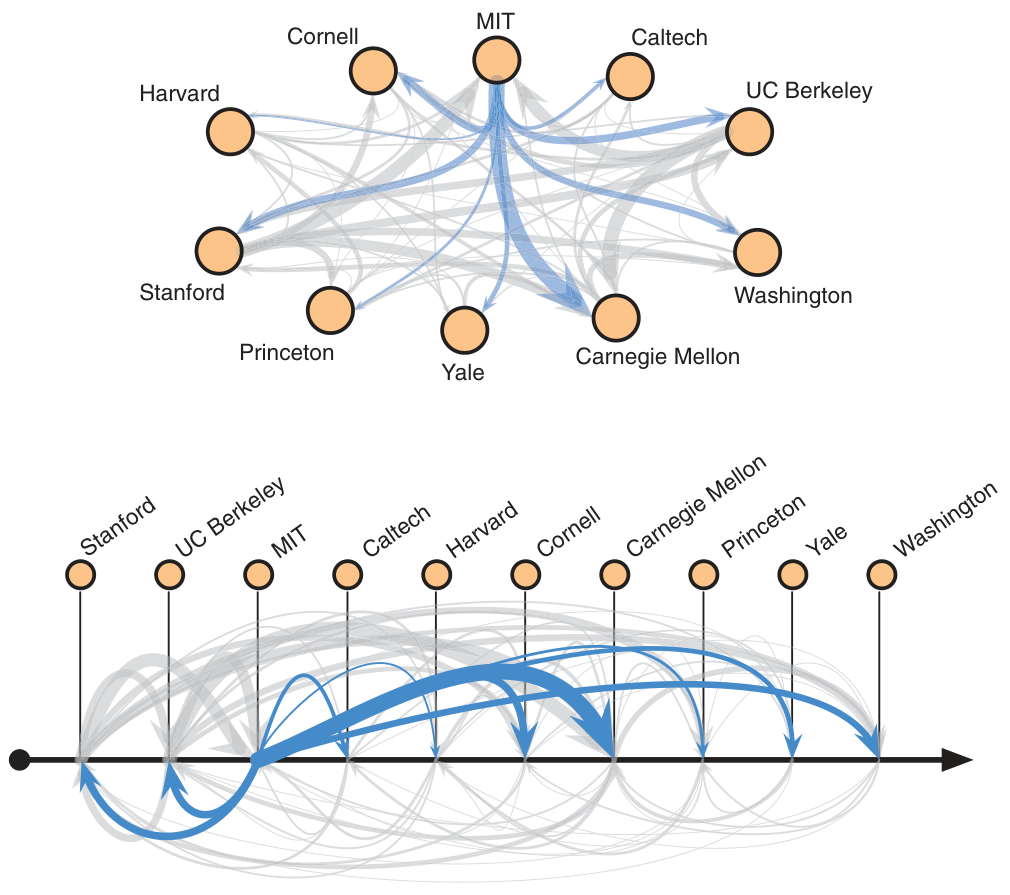 MIT
Cornell
Caltech
Harvard
UC Berkeley
Stanford
Washington
Princeton
Carnegie Mellon
Yale
Stanford
UC Berkeley
MIT
Caltech
Harvard
Cornell
Carnegie Mellon
Princeton
Yale
Washington